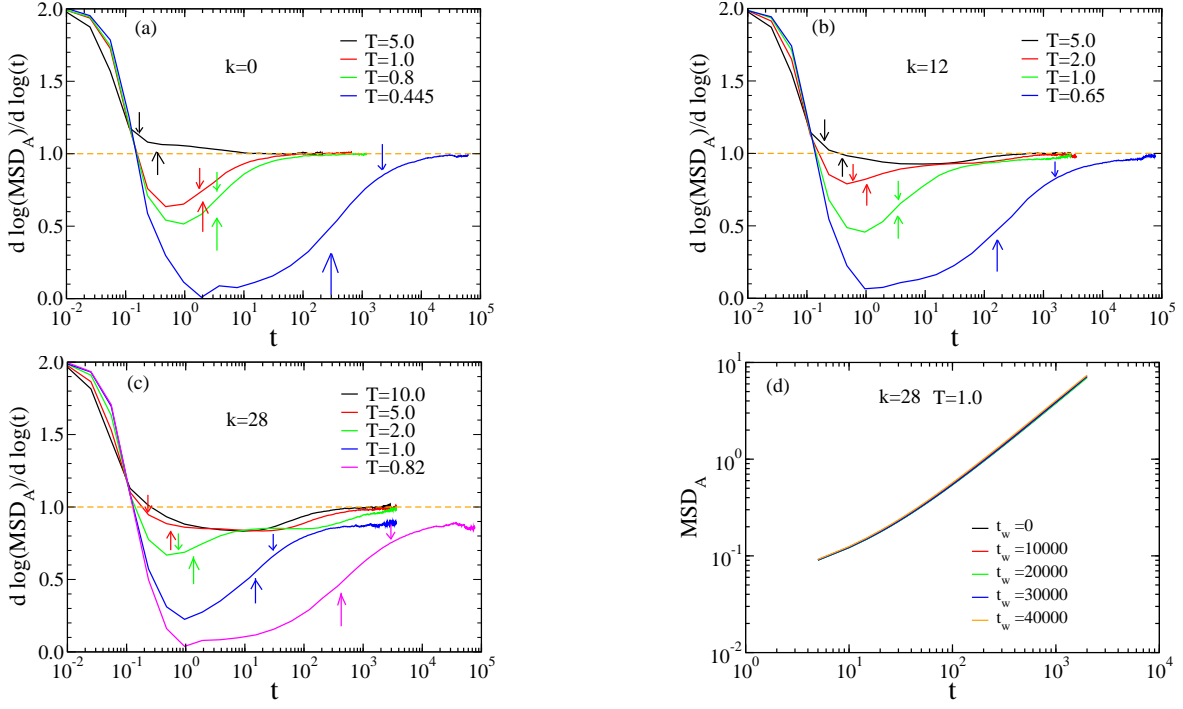 (a)
k=0
T=5.0
T=1.0
T=0.8
T=0.445
d log(MSD_A)/d log(t)
2.0
1.5
1.0
0.5
0.0
10^-2 10^-1 10^0 10^1 10^2 10^3 10^4 10^5
t
(b)
k=12
T=5.0
T=2.0
T=1.0
T=0.65
d log(MSD_A)/d log(t)
2.0
1.5
1.0
0.5
0.0
10^-2 10^-1 10^0 10^1 10^2 10^3 10^4 10^5
t
(c)
k=28
T=10.0
T=5.0
T=2.0
T=1.0
T=0.82
d log(MSD_A)/d log(t)
2.0
1.5
1.0
0.5
0.0
10^-2 10^-1 10^0 10^1 10^2 10^3 10^4 10^5
t
(d)
k=28 T=1.0
MSD_A
10^1
10^0
10^-1
10^-2
t_w =0
t_w =10000
t_w =20000
t_w =30000
t_w =40000
10^0 10^1 10^2 10^3 10^4
t